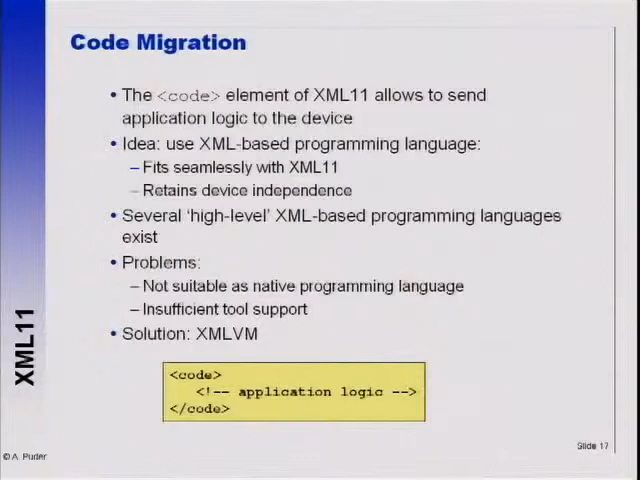 Code Migration
• The <code> element of XML11 allows to send
application logic to the device
• Idea: use XML-based programming language:
– Fits seamlessly with XML11
– Retains device independence
• Several ‘high-level’ XML-based programming languages
exist
• Problems:
– Not suitable as native programming language
– Insufficient tool support
• Solution: XMLVM
<code>
<!-- application logic -->
</code>
XML11
Slide 17
© A. Puder